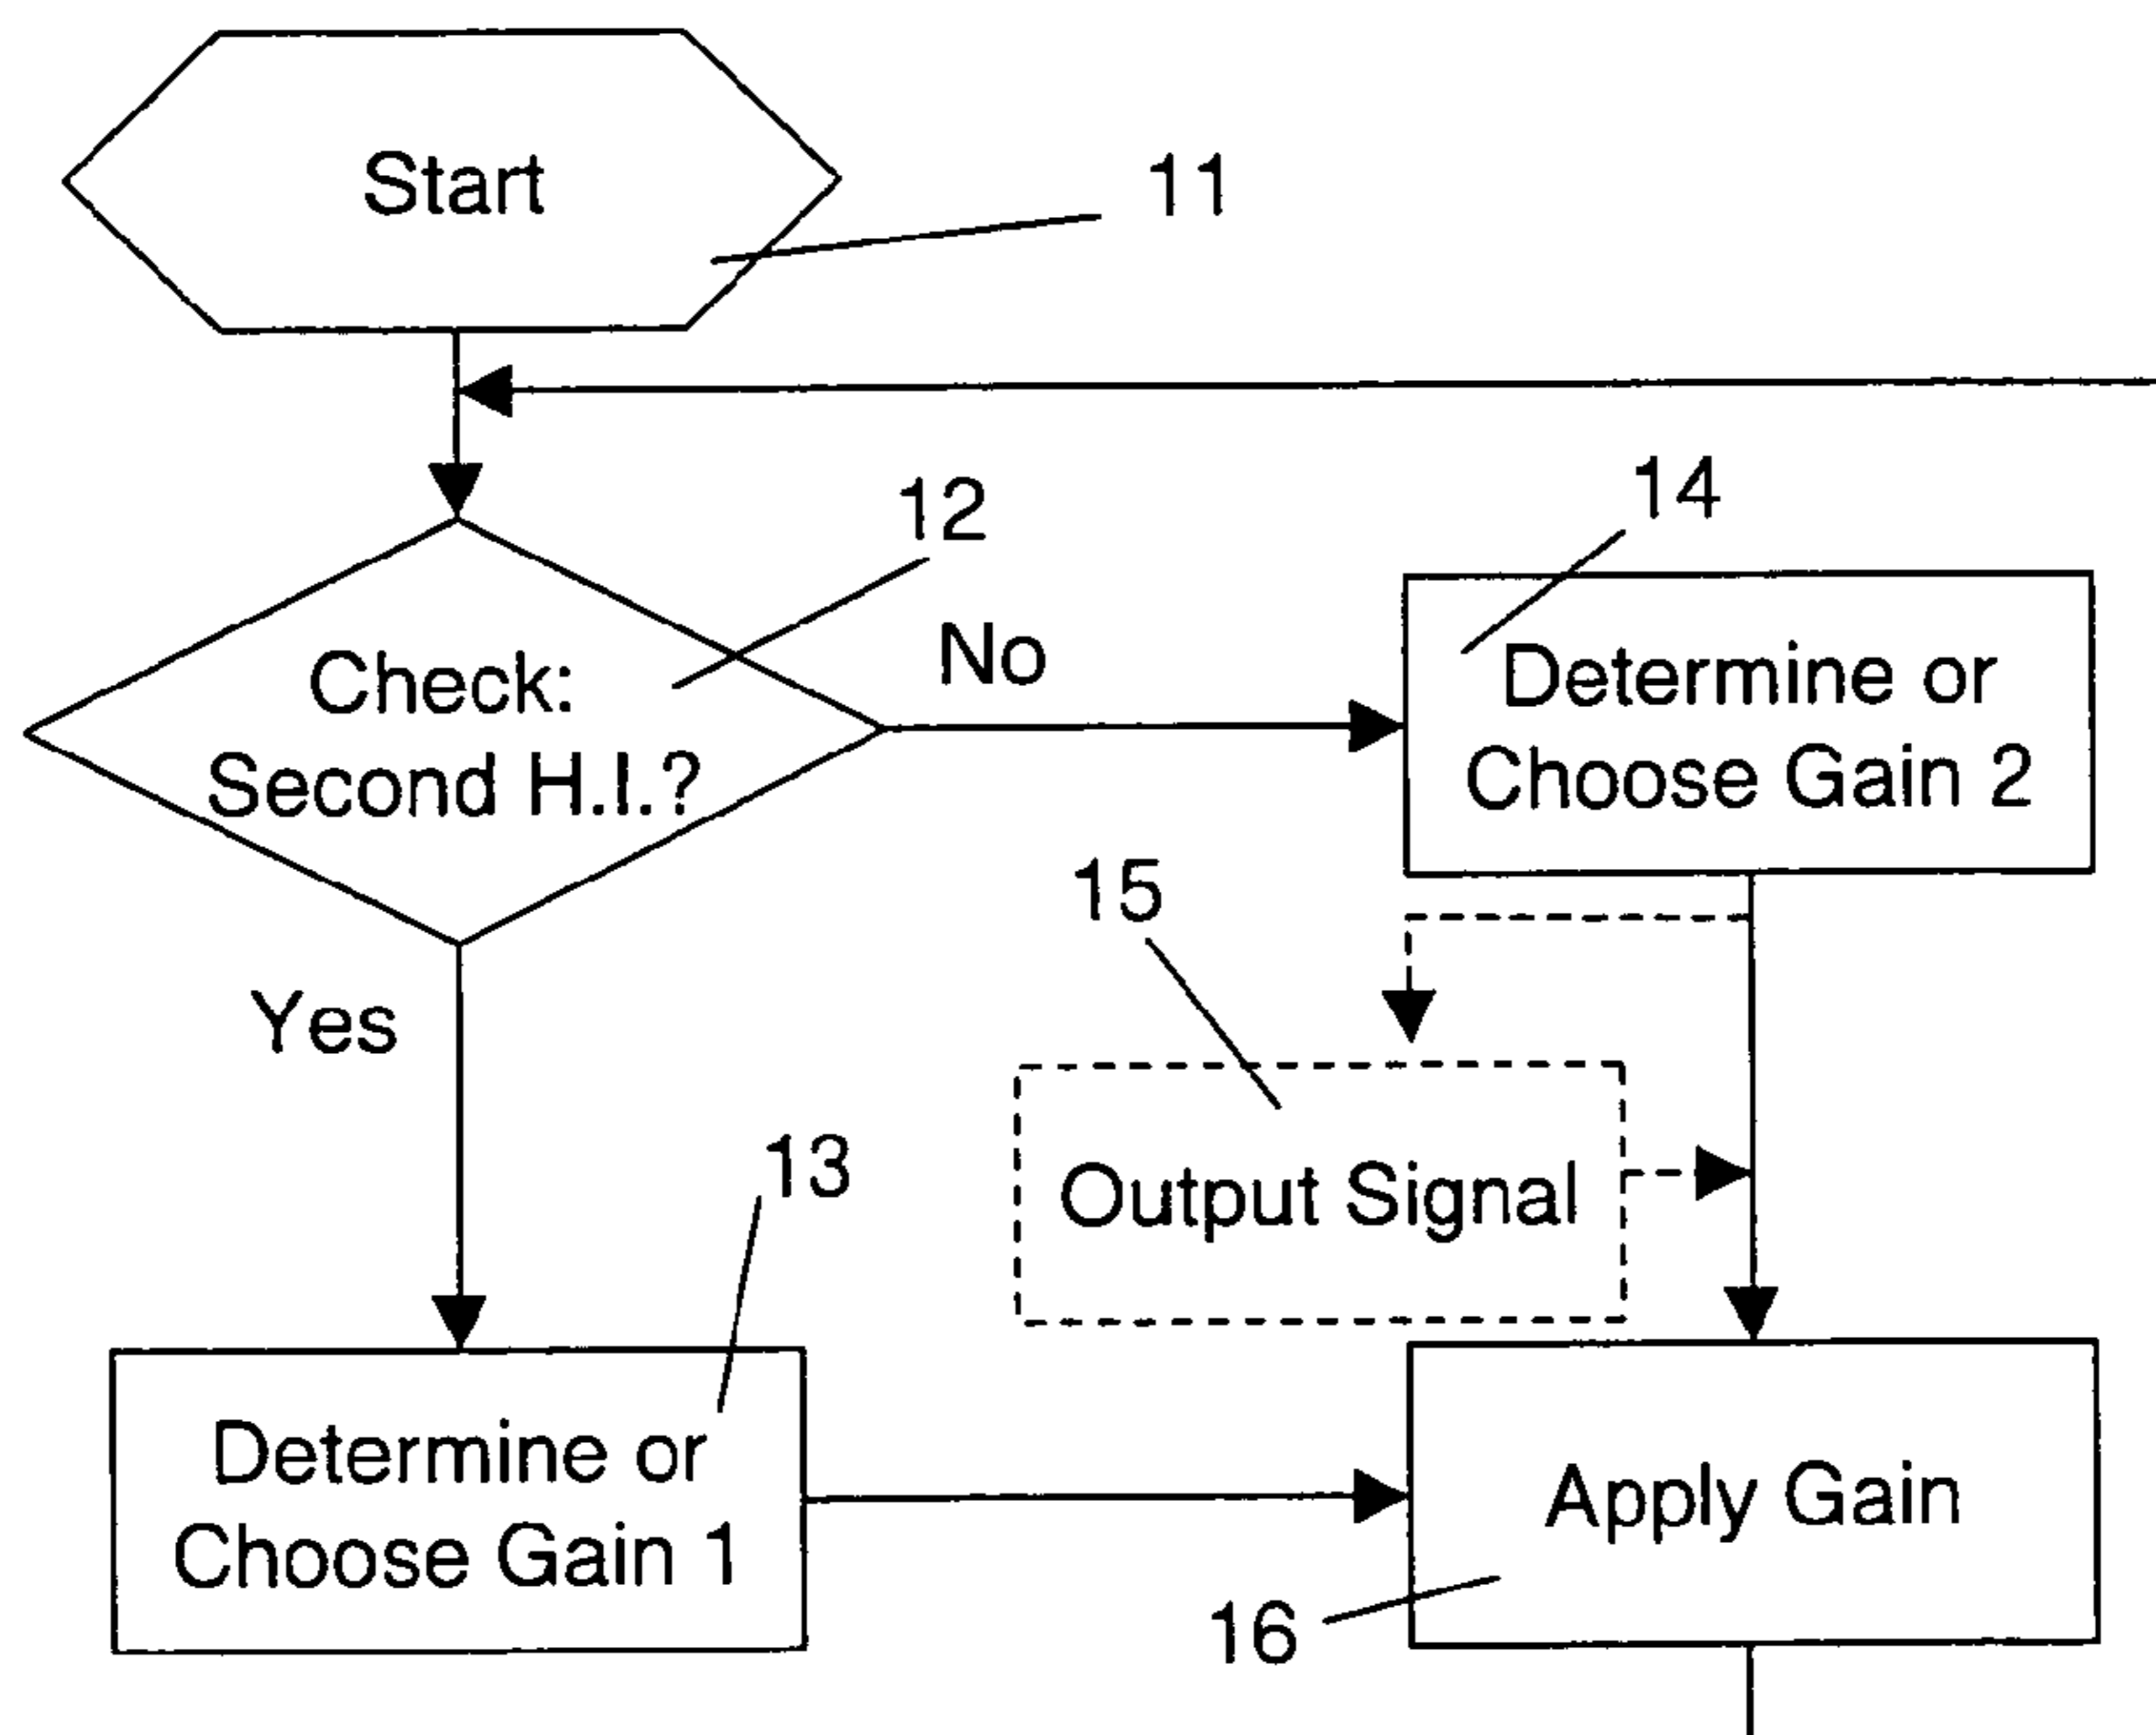 Start
11
12
14
Check:
Second H.I.?
No
Determine or
Choose Gain 2
15
Yes
Output Signal
13
Determine or
Choose Gain 1
Apply Gain
16